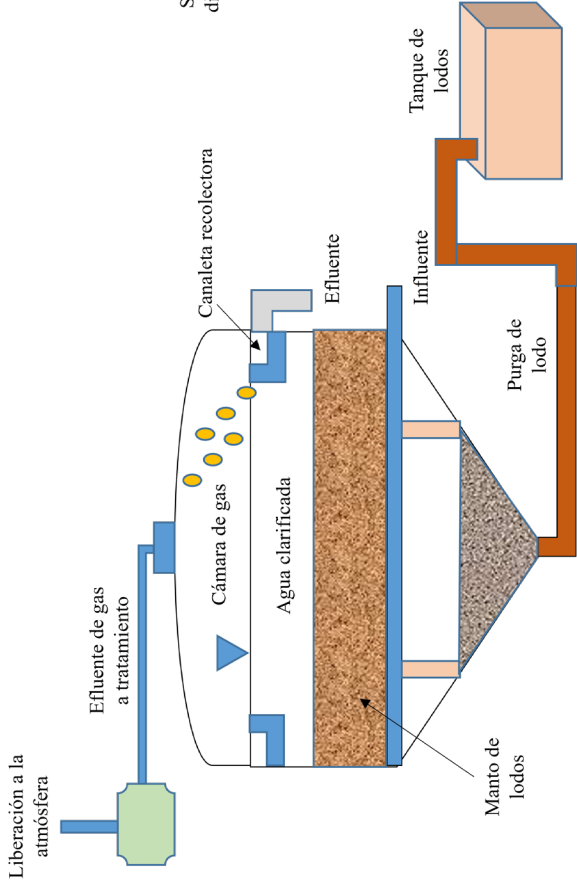 Liberación a la
atmósfera
Efluente de gas
a tratamiento
Cámara de gas
Canaleta recolectora
Agua clarificada
Efluente
Manto de
lodos
Influente
Purga de
lodo
Tanque de
lodos